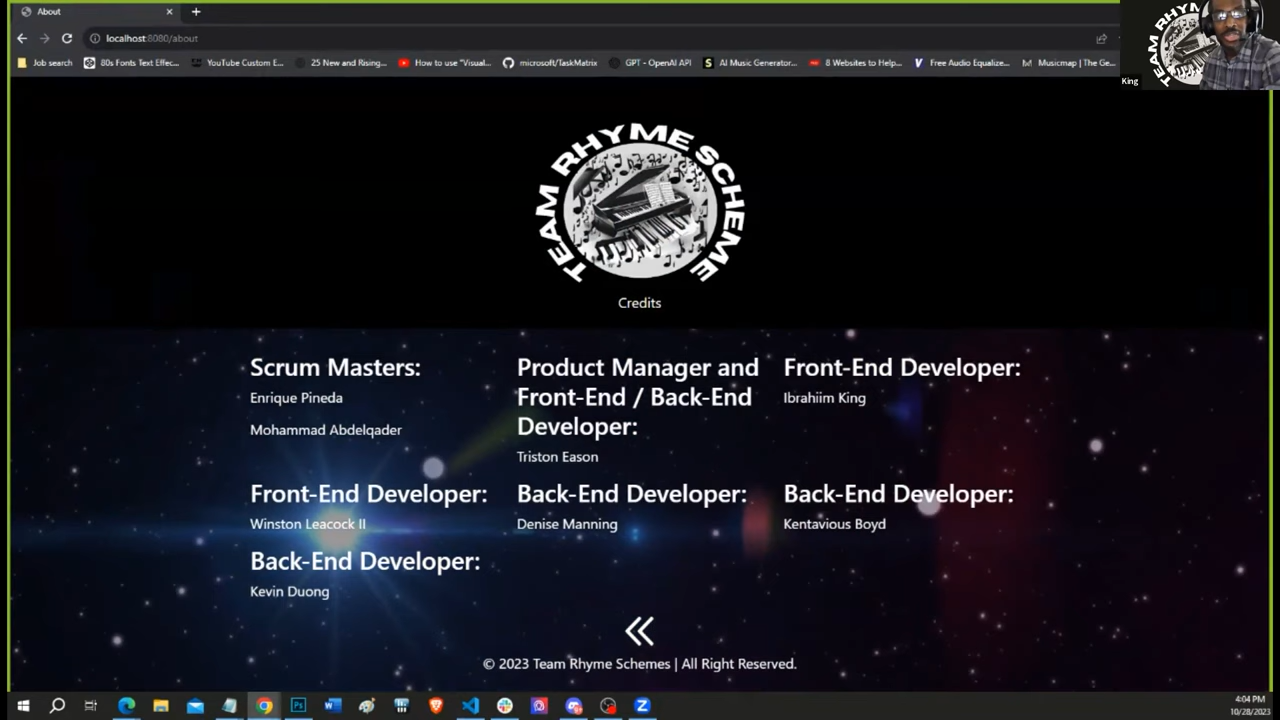 About
localhost:8080/about
Job search
80s Fonts Text Effec...
YouTube Custom E...
25 New and Rising...
How to use "Visual...
microsoft/TaskMatrix
GPT - OpenAI API
AI Music Generator...
8 Websites to Help...
Free Audio Equalize...
Musicmap | The Ge...
TEAM RHYM
King
TEAM RHYME SCHEME
Credits
Scrum Masters:
Enrique Pineda
Mohammad Abdelqader
Product Manager and
Front-End / Back-End
Developer:
Triston Eason
Front-End Developer:
Ibrahiim King
Front-End Developer:
Winston Leacock II
Back-End Developer:
Denise Manning
Back-End Developer:
Kentavious Boyd
Back-End Developer:
Kevin Duong
© 2023 Team Rhyme Schemes | All Right Reserved.
4:04 PM
10/28/2023